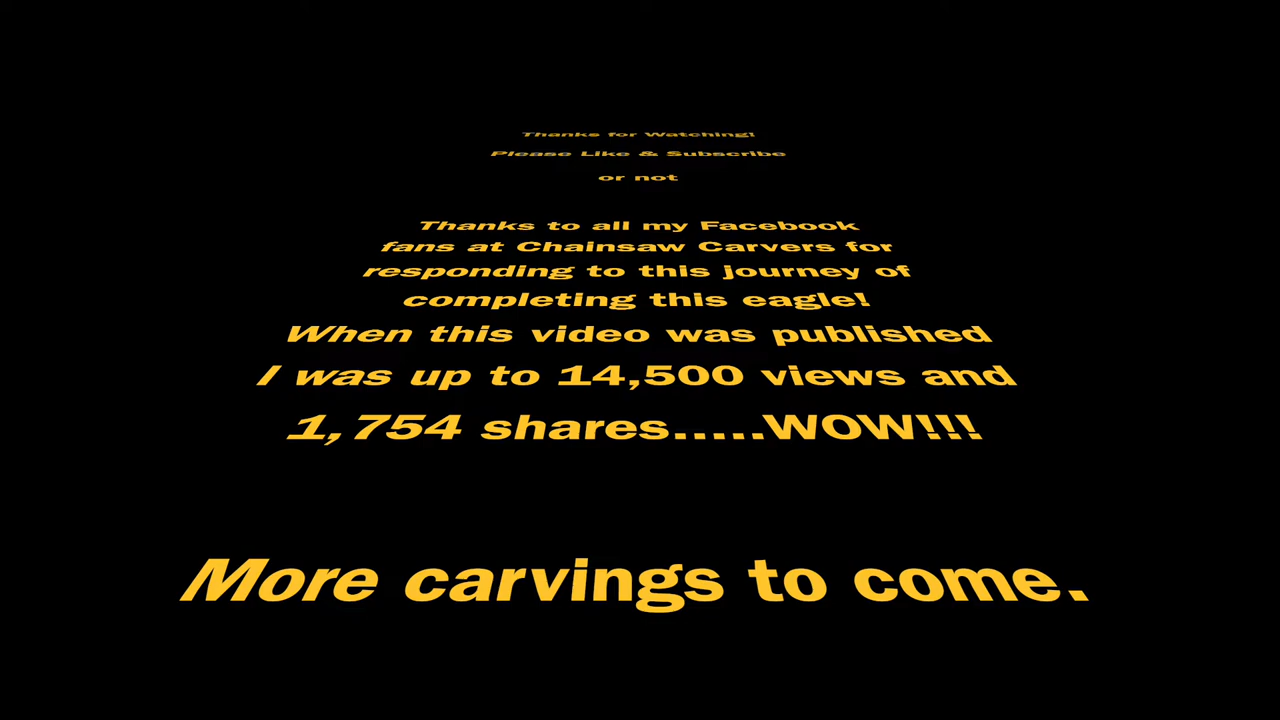 Thanks for Watching!
Please Like & Subscribe
or not
Thanks to all my Facebook
fans at Chainsaw Carvers for
responding to this journey of
completing this eagle!
When this video was published
I was up to 14,500 views and
1,754 shares.....WOW!!!
More carvings to come.